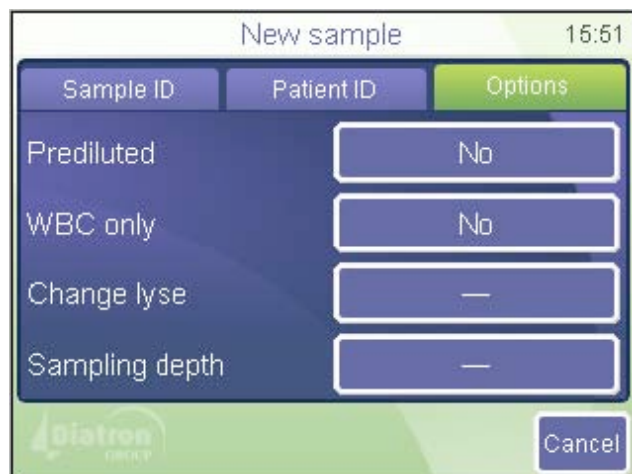 New sample 15:51
Sample ID Patient ID Options
Prediluted No
WBC only No
Change lyse —
Sampling depth —
Diatron
GROUP
Cancel